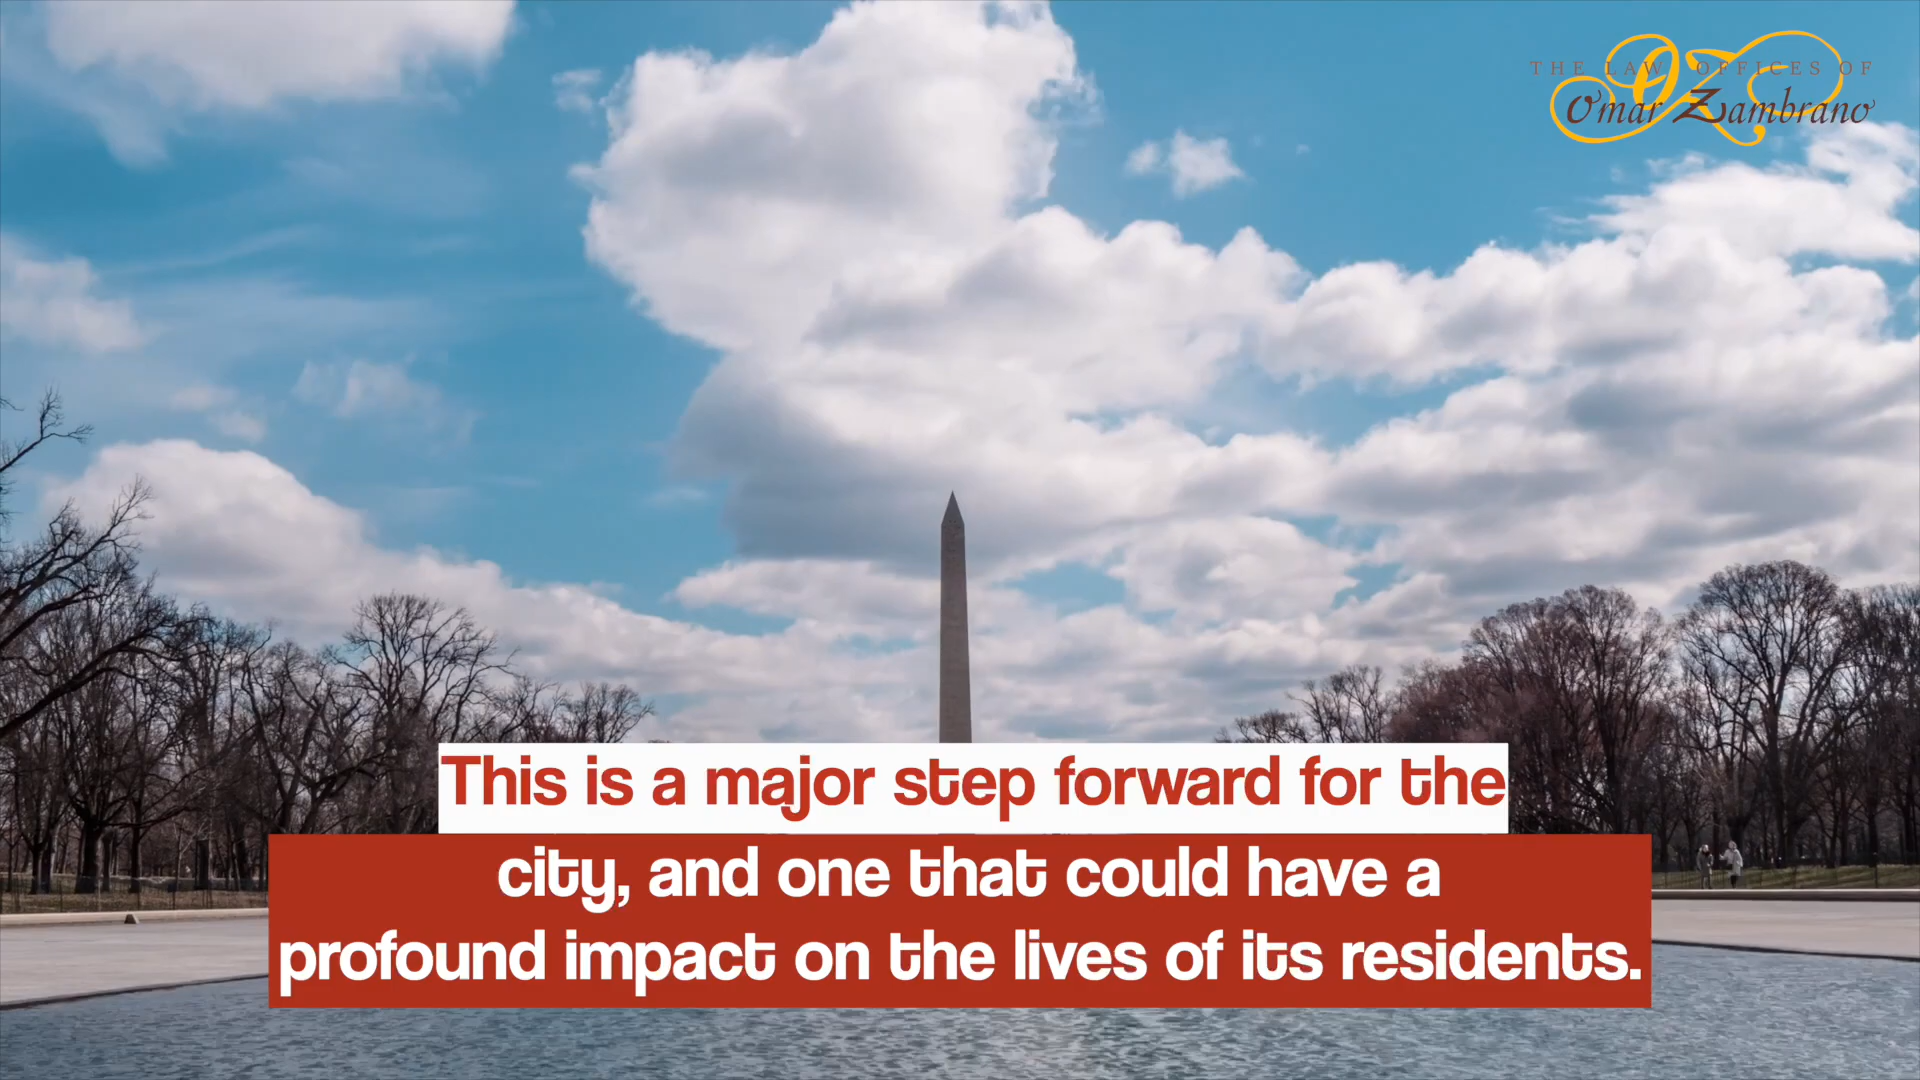 THE LAW OFFICES OF
OZ
Omar Zambrano
This is a major step forward for the
city, and one that could have a
profound impact on the lives of its residents.